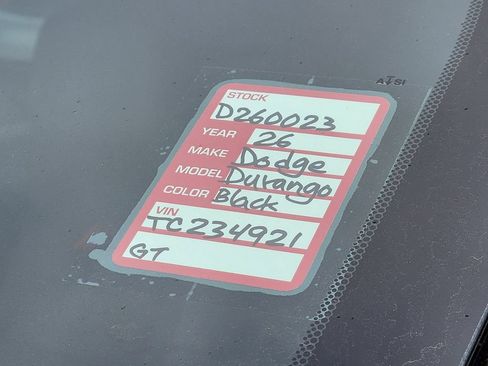 ATSI
STOCK
D260023
YEAR 26
MAKE Dodge
MODEL Durango
COLOR Black
VIN
TC234921
GT